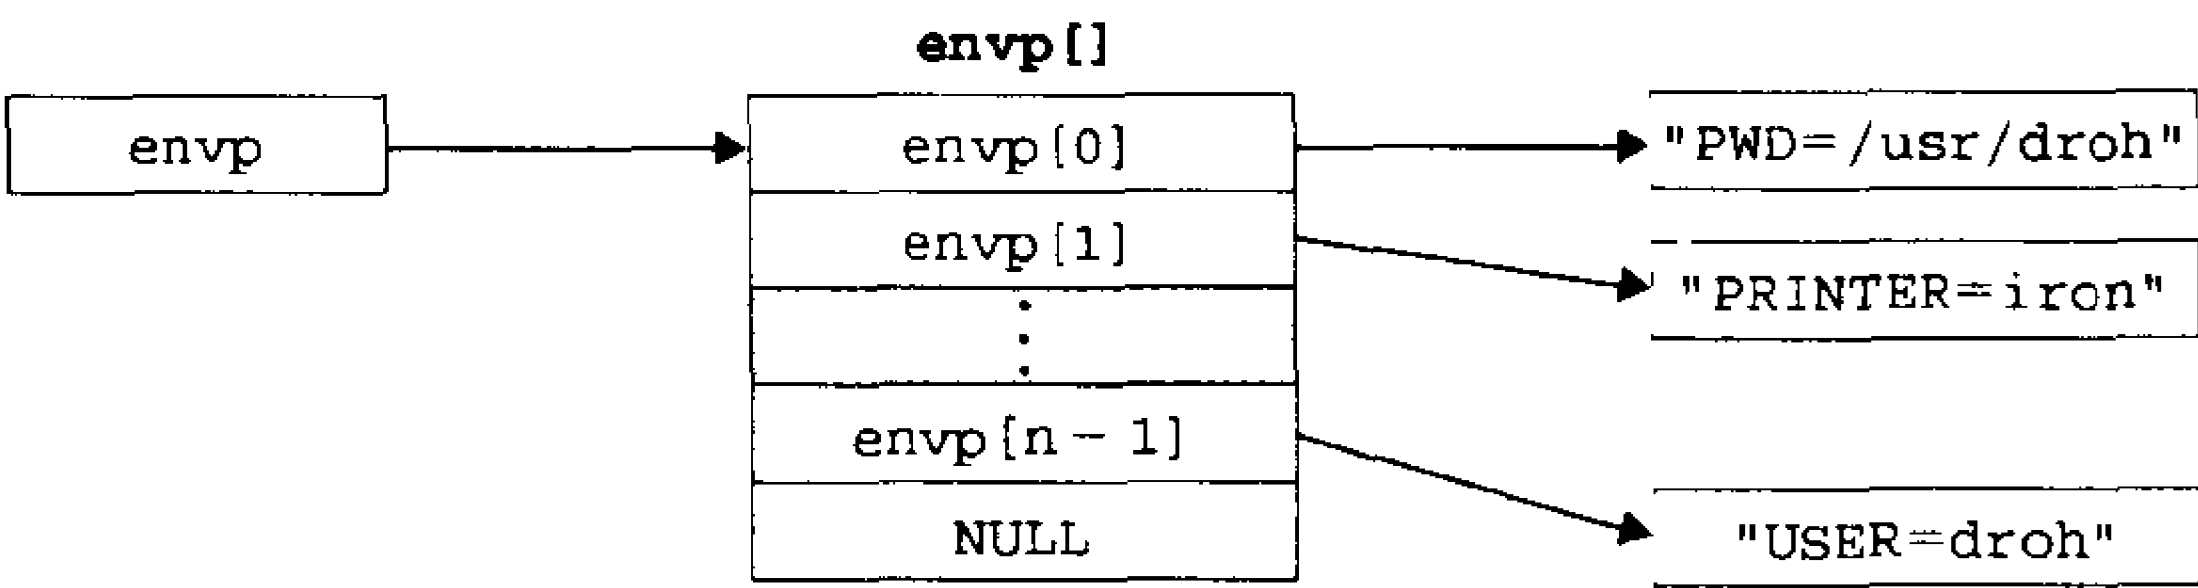 envp[]
envp
envp[0]
"PWD=/usr/droh"
envp[1]
"PRINTER=iron"
envp[n - 1]
NULL
"USER=droh"